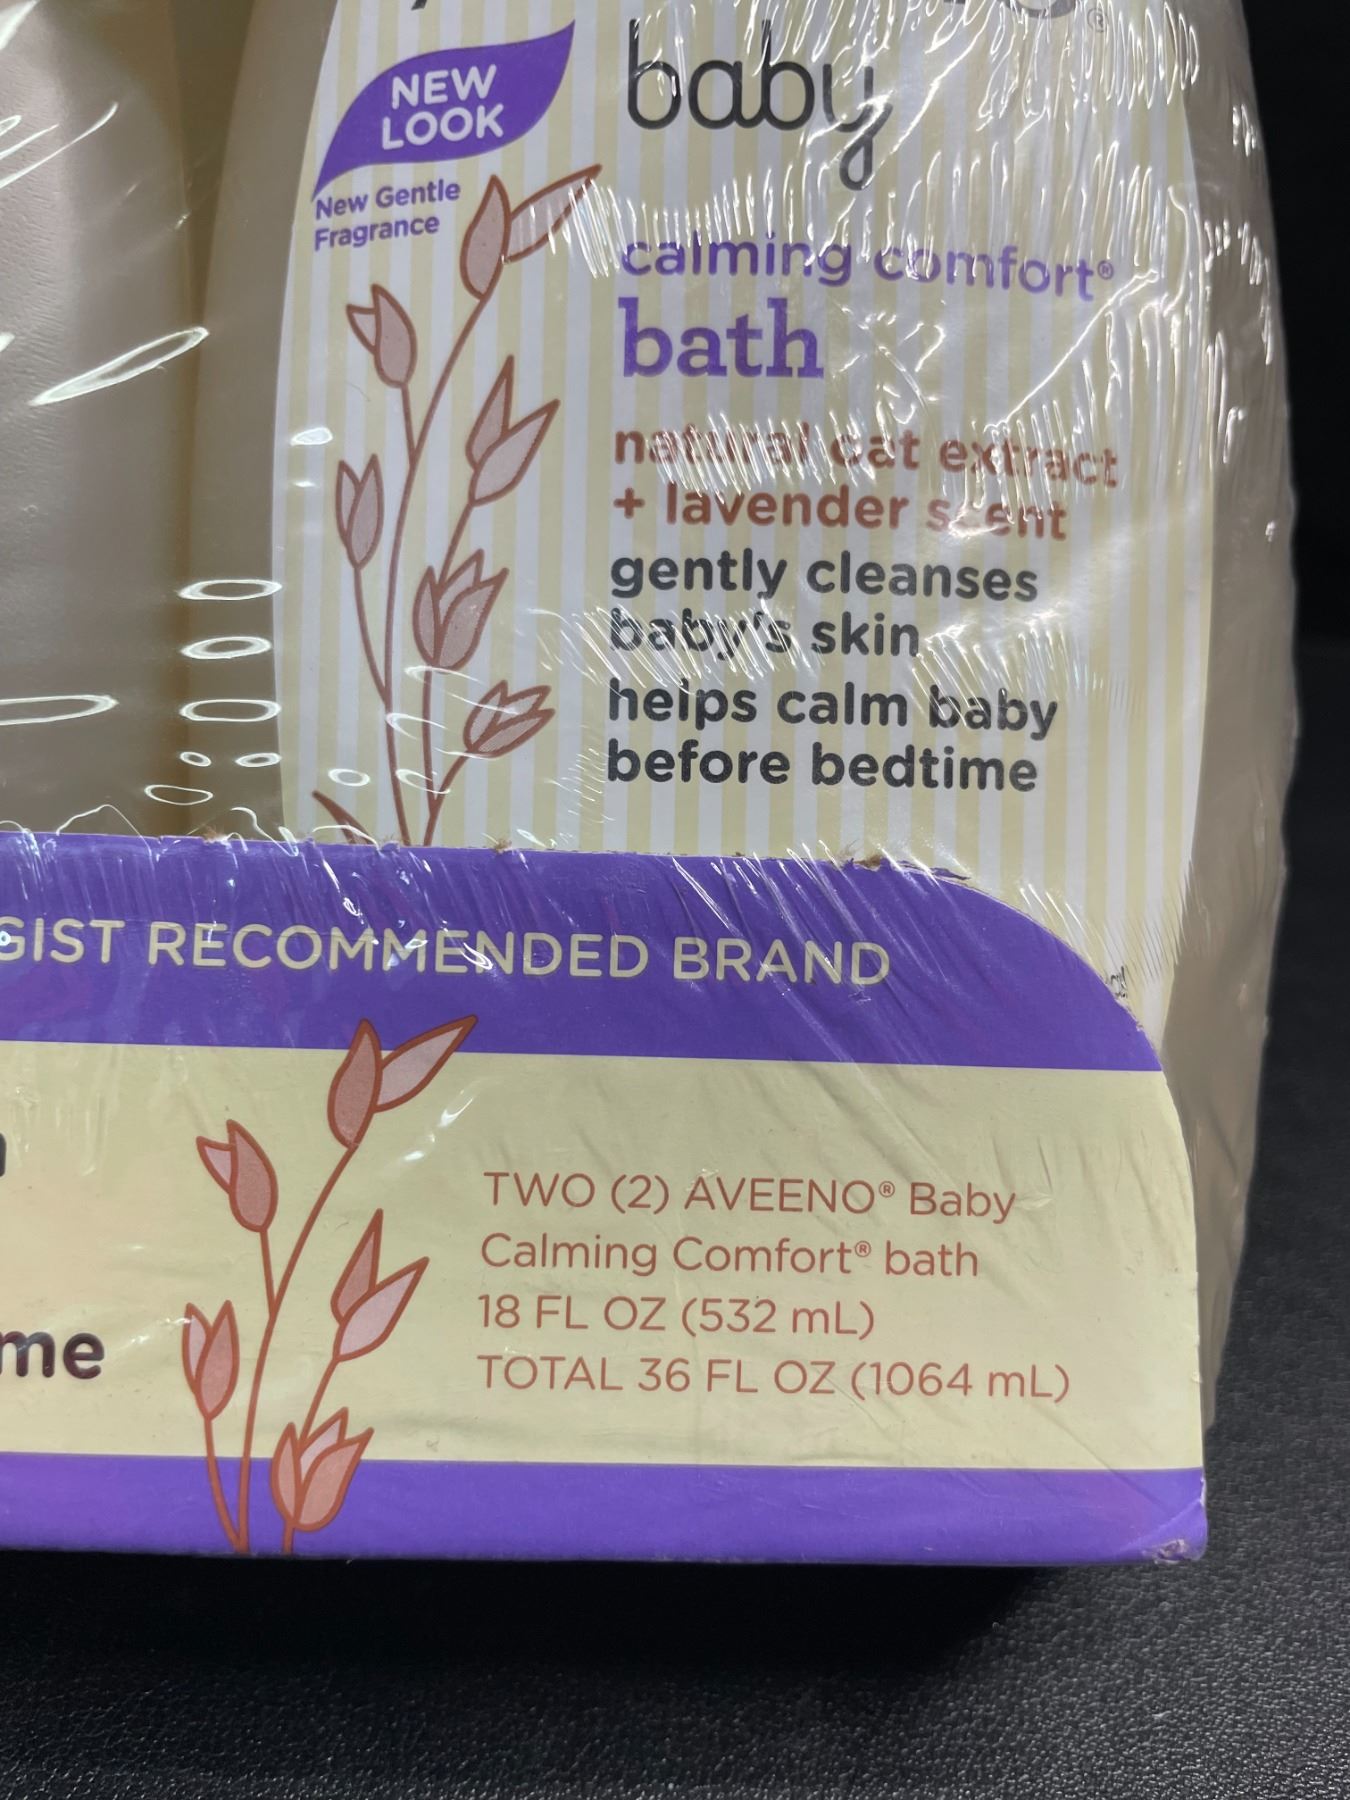 baby
NEW
LOOK
New Gentle
Fragrance
calming comfort®
bath
natural oat extract
+ lavender scent
gently cleanses
baby's skin
helps calm baby
before bedtime
RECOMMENDED BRAND
TWO (2) AVEENO® Baby
Calming Comfort® bath
18 FL OZ (532 mL)
TOTAL 36 FL OZ (1064 mL)